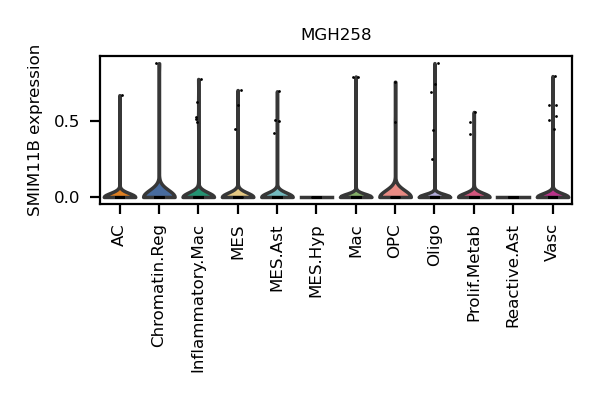 MGH258
SMIM11B expression
0.5
0.0
AC
Chromatin.Reg
Inflammatory.Mac
MES
MES.Ast
MES.Hyp
Mac
OPC
Oligo
Prolif.Metab
Reactive.Ast
Vasc